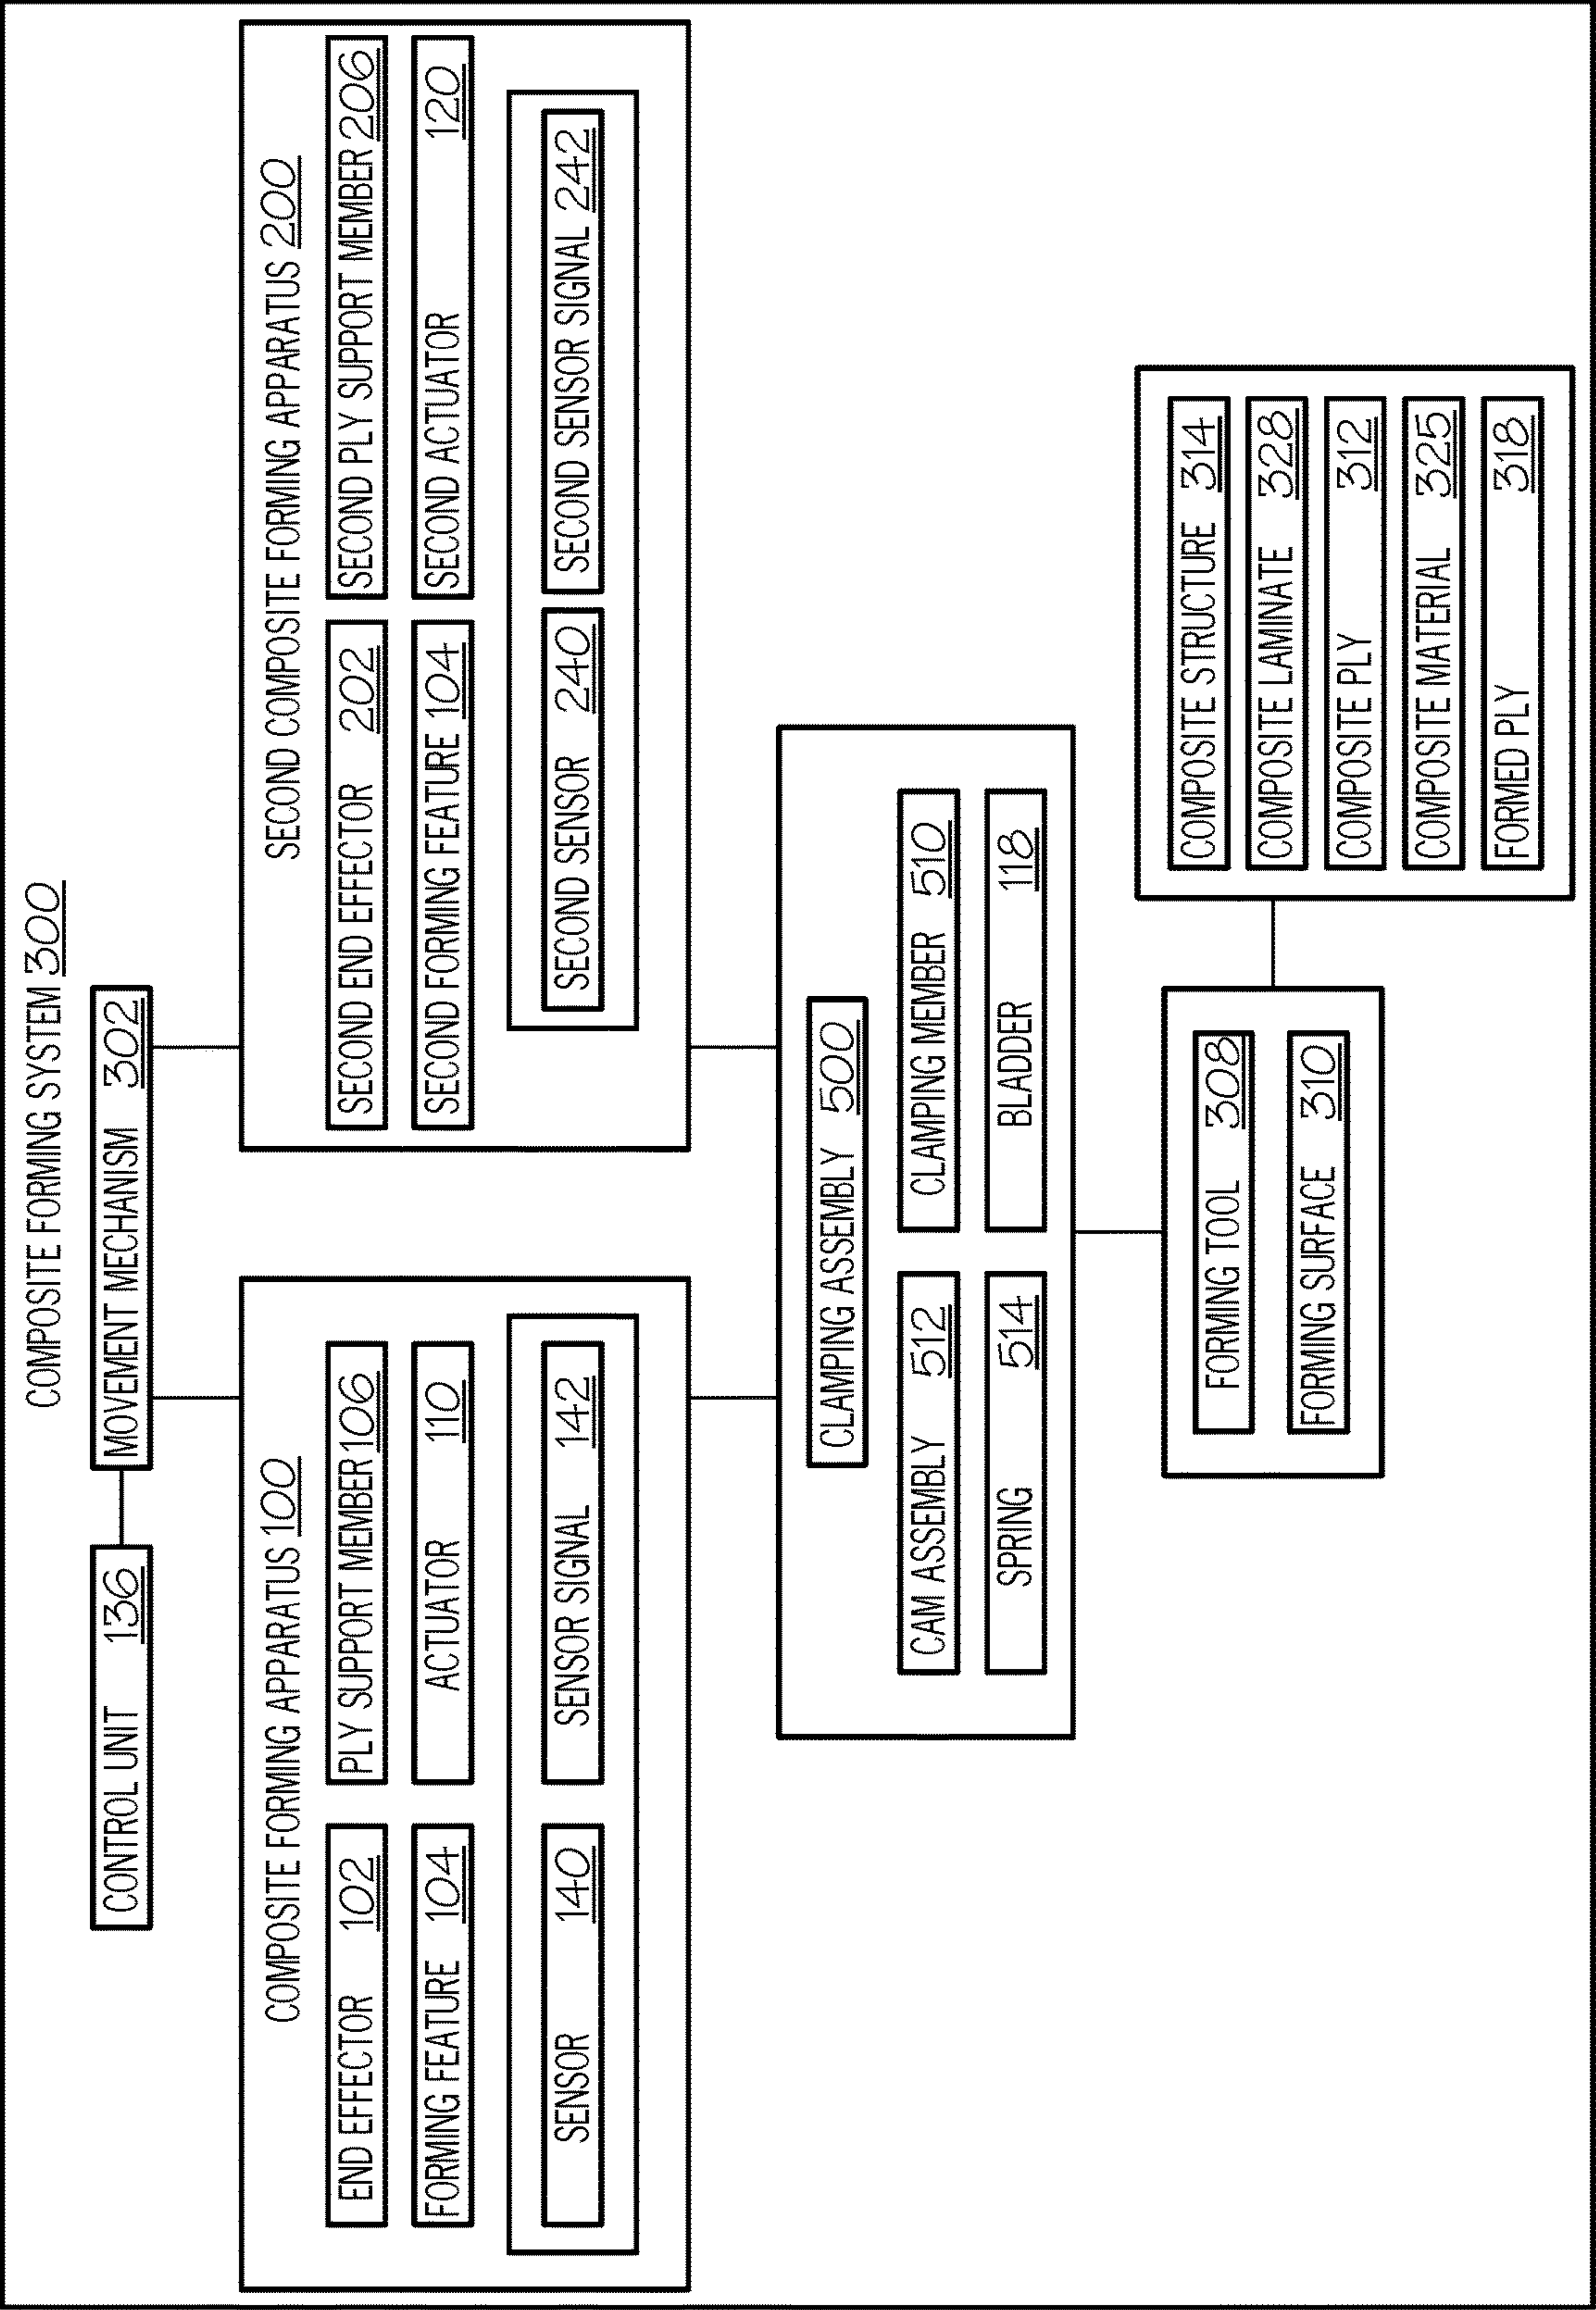 COMPOSITE FORMING SYSTEM 300
CONTROL UNIT 136
MOVEMENT MECHANISM 302
COMPOSITE FORMING APPARATUS 100
END EFFECTOR 102
PLY SUPPORT MEMBER 106
FORMING FEATURE 104
ACTUATOR 110
SENSOR 140
SENSOR SIGNAL 142
SECOND COMPOSITE FORMING APPARATUS 200
SECOND END EFFECTOR 202
SECOND PLY SUPPORT MEMBER 206
SECOND FORMING FEATURE 104
SECOND ACTUATOR 120
SECOND SENSOR 240
SECOND SENSOR SIGNAL 242
CLAMPING ASSEMBLY 500
CAM ASSEMBLY 512
CLAMPING MEMBER 510
SPRING 514
BLADDER 118
FORMING TOOL 308
FORMING SURFACE 310
COMPOSITE STRUCTURE 314
COMPOSITE LAMINATE 328
COMPOSITE PLY 312
COMPOSITE MATERIAL 325
FORMED PLY 318